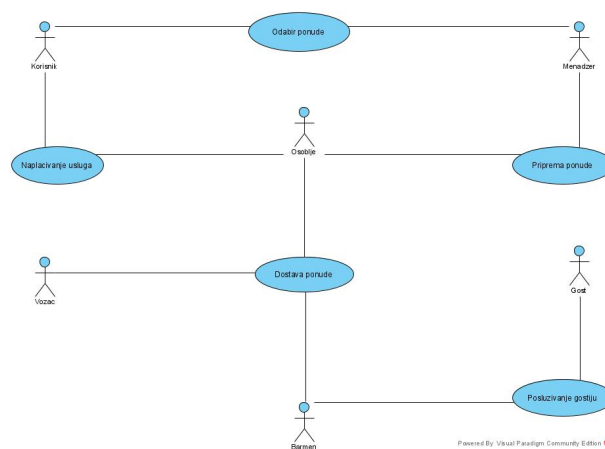 Odabir ponude
Korisnik
Menadzer
Osoblje
Naplacivanje usluga
Priprema ponude
Dostava ponude
Vozac
Gost
Posluzivanje gostiju
Barmen
Powered By Visual Paradigm Community Edition